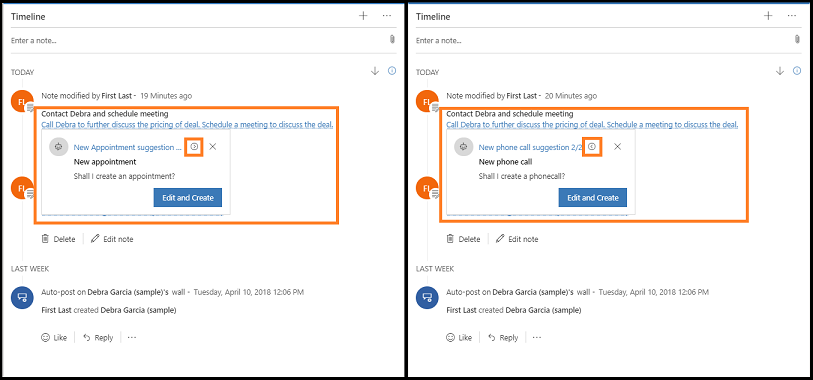 Timeline
Enter a note...
TODAY
FL
Note modified by First Last - 19 Minutes ago
Contact Debra and schedule meeting
Call Debra to further discuss the pricing of deal. Schedule a meeting to discuss the deal.
New Appointment suggestion ...
New appointment
Shall I create an appointment?
Edit and Create
FL
Delete
Edit note
LAST WEEK
Auto-post on Debra Garcia (sample)'s wall - Tuesday, April 10, 2018 12:06 PM
First Last created Debra Garcia (sample)
Like
Reply
...
Timeline
Enter a note...
TODAY
FL
Note modified by First Last - 20 Minutes ago
Contact Debra and schedule meeting
Call Debra to further discuss the pricing of deal. Schedule a meeting to discuss the deal.
New phone call suggestion 2/2
New phone call
Shall I create a phonecall?
Edit and Create
FL
Delete
Edit note
LAST WEEK
Auto-post on Debra Garcia (sample)'s wall - Tuesday, April 10, 2018 12:06 PM
First Last created Debra Garcia (sample)
Like
Reply
...